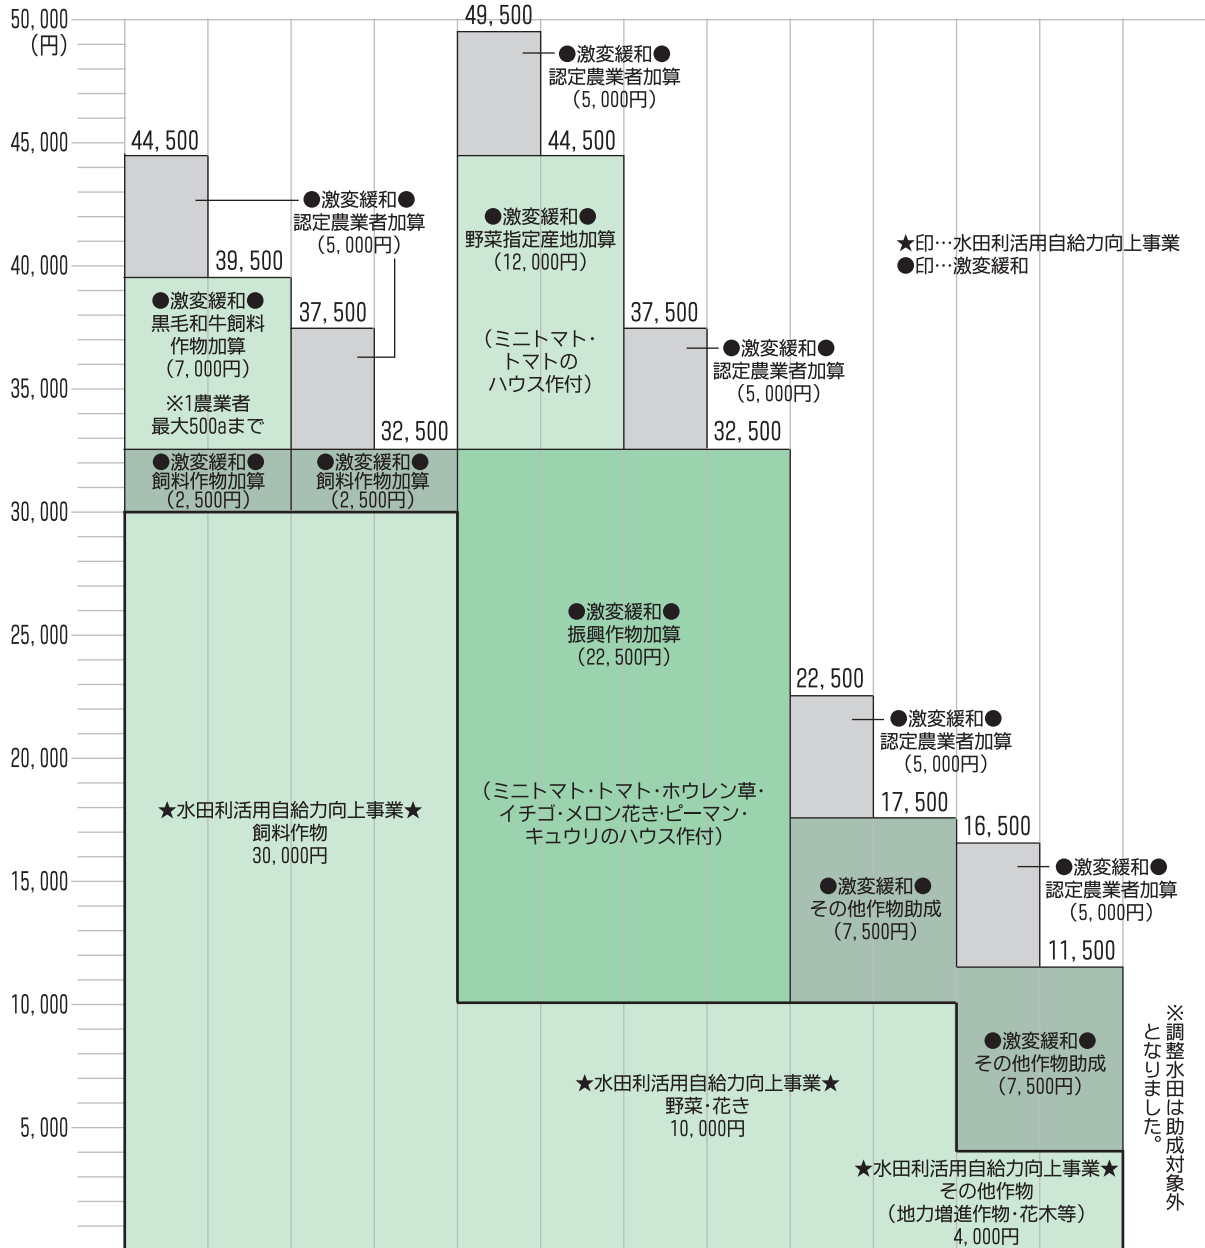 50,000
(円)
45,000
40,000
35,000
30,000
25,000
20,000
15,000
10,000
5,000
44,500
●激変緩和●
認定農業者加算
(5,000円)
39,500
●激変緩和●
黒毛和牛飼料
作物加算
(7,000円)
※1農業者
最大500aまで
37,500
32,500
●激変緩和●
飼料作物加算
(2,500円)
●激変緩和●
飼料作物加算
(2,500円)
★水田利活用自給力向上事業★
飼料作物
30,000円
49,500
●激変緩和●
認定農業者加算
(5,000円)
44,500
●激変緩和●
野菜指定産地加算
(12,000円)
(ミニトマト・
トマトの
ハウス作付)
37,500
●激変緩和●
認定農業者加算
(5,000円)
32,500
●激変緩和●
振興作物加算
(22,500円)
(ミニトマト・トマト・ホウレン草・
イチゴ・メロン花き・ピーマン・
キュウリのハウス作付)
★印…水田利活用自給力向上事業
●印…激変緩和
22,500
●激変緩和●
認定農業者加算
(5,000円)
17,500
●激変緩和●
その他作物助成
(7,500円)
16,500
●激変緩和●
認定農業者加算
(5,000円)
11,500
●激変緩和●
その他作物助成
(7,500円)
★水田利活用自給力向上事業★
野菜・花き
10,000円
★水田利活用自給力向上事業★
その他作物
(地力増進作物・花木等)
4,000円
※調整水田は助成対象外
となりました。